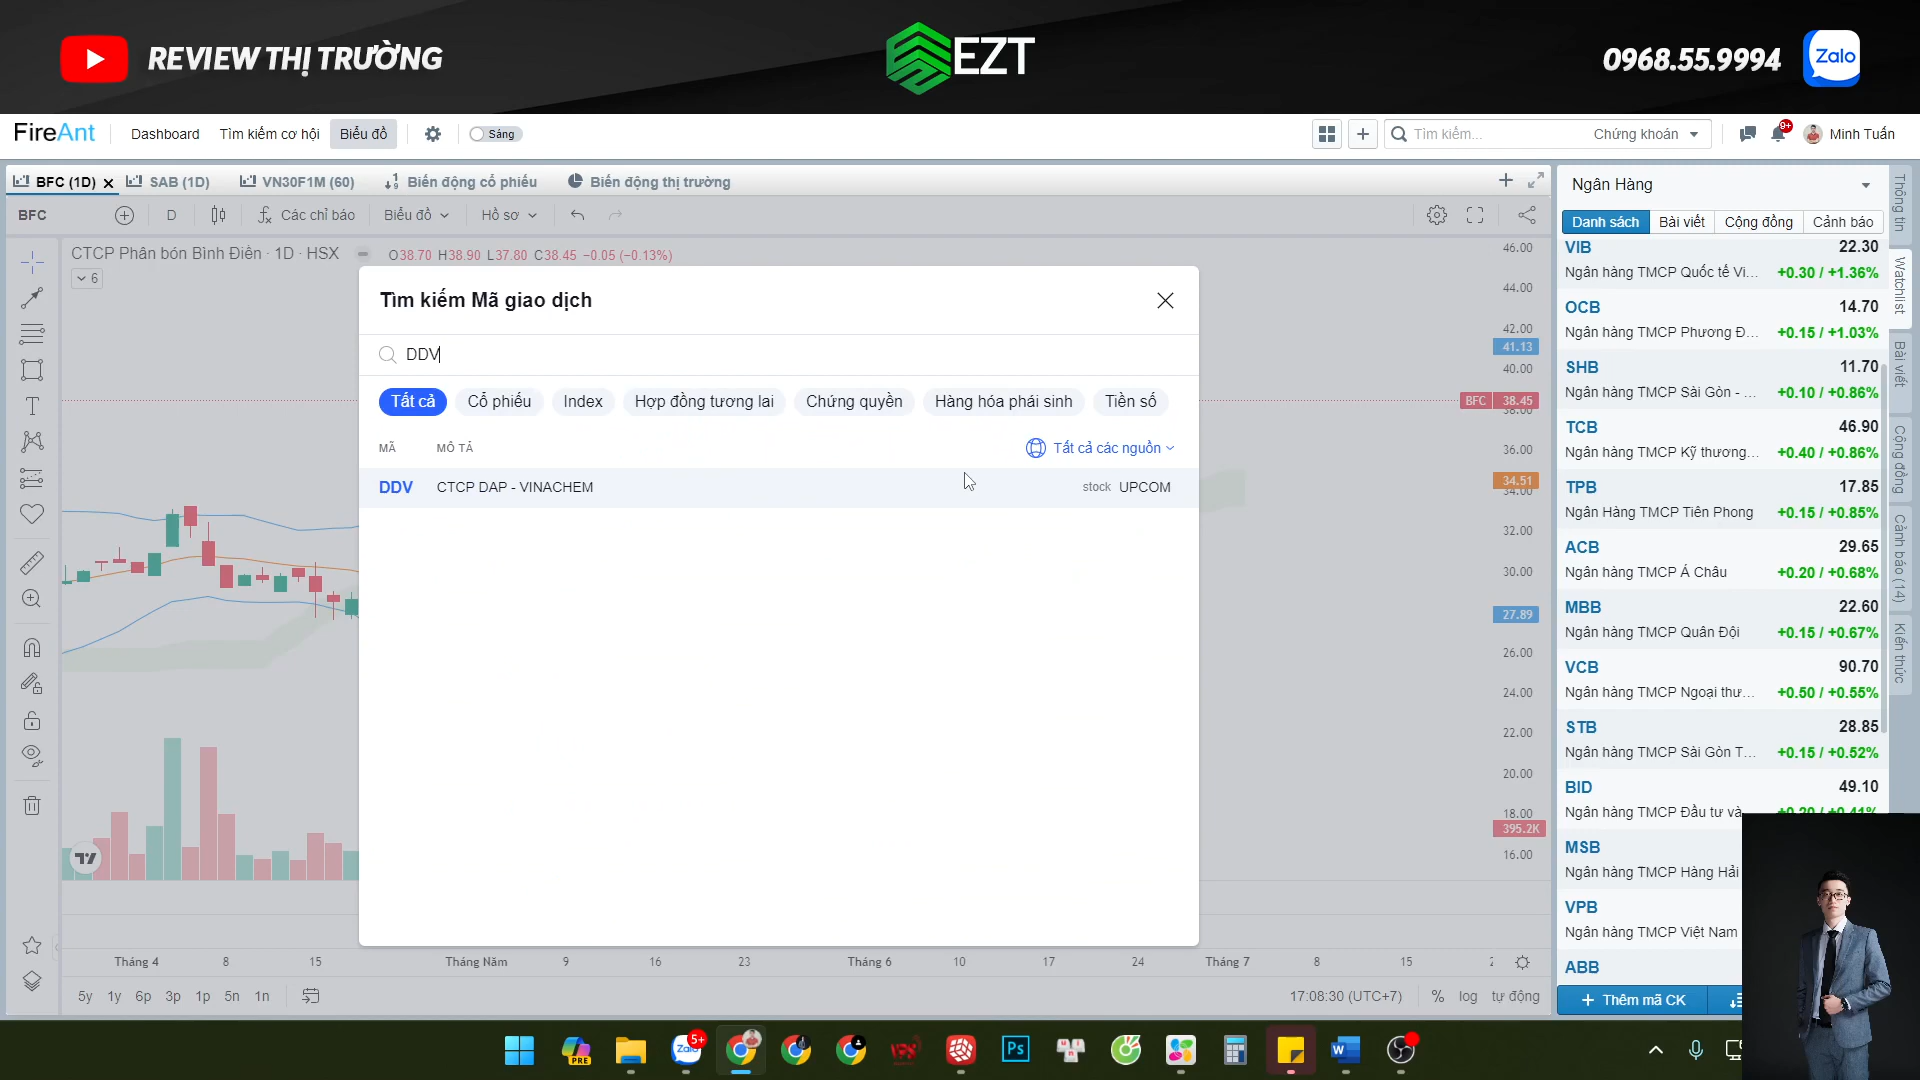 REVIEW THỊ TRƯỜNG
EZT
0968.55.9994
Zalo
FireAnt
Dashboard
Tìm kiếm cơ hội
Biểu đồ
Sáng
Tìm kiếm...
Chứng khoán
9+
Minh Tuấn
BFC (1D)
SAB (1D)
VN30F1M (60)
Biến động cổ phiếu
Biến động thị trường
BFC
D
Các chỉ báo
Biểu đồ
Hồ sơ
CTCP Phân bón Bình Điền · 1D · HSX
O38.70 H38.90 L37.80 C38.45 −0.05 (−0.13%)
6
Tìm kiếm Mã giao dịch
DDV
Tất cả
Cổ phiếu
Index
Hợp đồng tương lai
Chứng quyền
Hàng hóa phái sinh
Tiền số
MÃ
MÔ TẢ
Tất cả các nguồn
DDV
CTCP DAP - VINACHEM
stock UPCOM
46.00
44.00
42.00
41.13
40.00
BFC 38.45
38.00
36.00
34.51
34.00
32.00
30.00
27.89
26.00
24.00
22.00
20.00
18.00
395.2K
16.00
Tháng 4
8
15
Tháng Năm
9
16
23
Tháng 6
10
17
24
Tháng 7
8
15
5y
1y
6p
3p
1p
5n
1n
17:08:30 (UTC+7)
%
log
tự động
Ngân Hàng
Danh sách
Bài viết
Cộng đồng
Cảnh báo
VIB
22.30
Ngân hàng TMCP Quốc tế Vi...
+0.30 / +1.36%
OCB
14.70
Ngân hàng TMCP Phương Đ...
+0.15 / +1.03%
SHB
11.70
Ngân hàng TMCP Sài Gòn - ...
+0.10 / +0.86%
TCB
46.90
Ngân hàng TMCP Kỹ thương...
+0.40 / +0.86%
TPB
17.85
Ngân Hàng TMCP Tiên Phong
+0.15 / +0.85%
ACB
29.65
Ngân hàng TMCP Á Châu
+0.20 / +0.68%
MBB
22.60
Ngân hàng TMCP Quân Đội
+0.15 / +0.67%
VCB
90.70
Ngân hàng TMCP Ngoại thư...
+0.50 / +0.55%
STB
28.85
Ngân hàng TMCP Sài Gòn T...
+0.15 / +0.52%
BID
49.10
Ngân hàng TMCP Đầu tư và
+0.20 / +0.41%
MSB
Ngân hàng TMCP Hàng Hải
VPB
Ngân hàng TMCP Việt Nam
ABB
Thêm mã CK
Thông tin
Watchlist
Bài viết
Cộng đồng
Cảnh báo (14)
Kiến thức
PRE
Zalo
5+
Ps
W